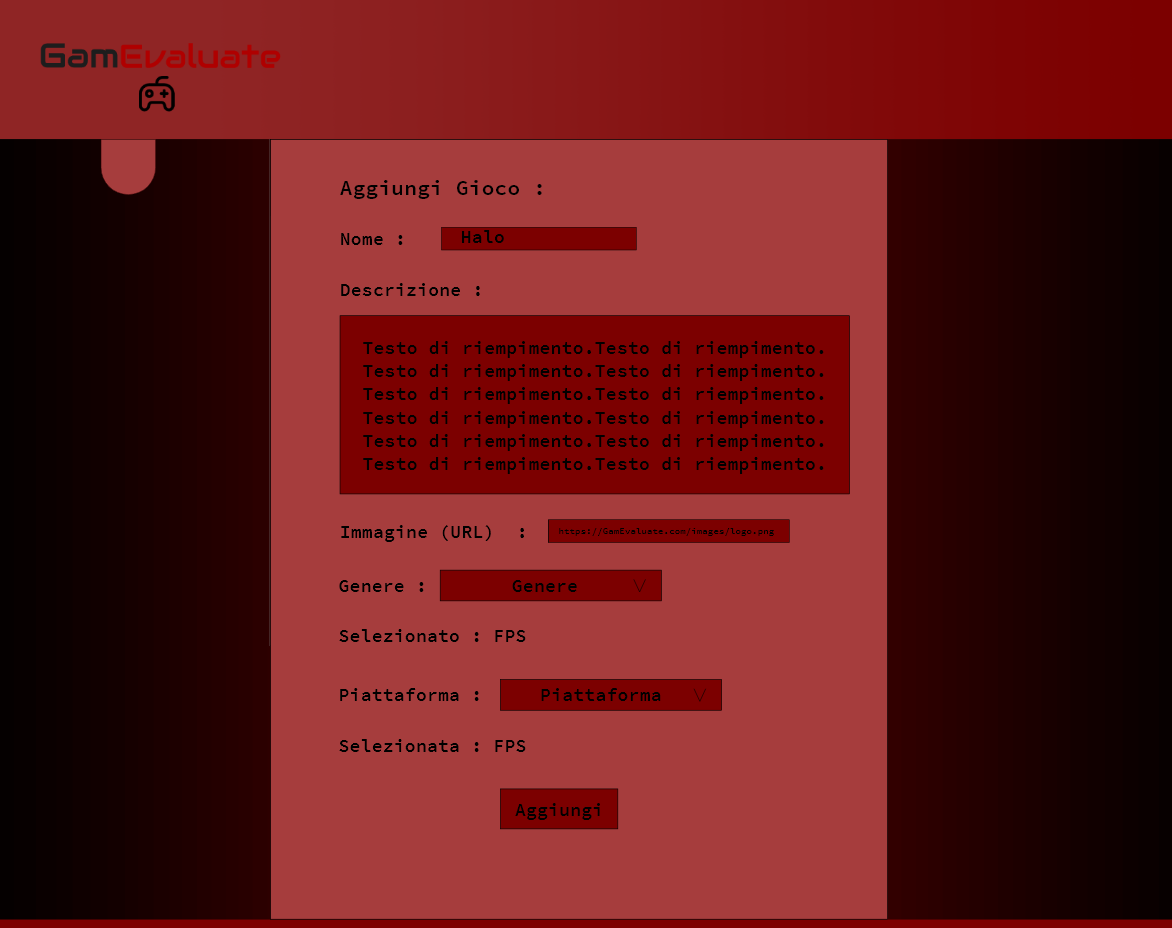 GamEvaluate
Aggiungi Gioco :
Nome : Halo
Descrizione :
Testo di riempimento.Testo di riempimento.
Testo di riempimento.Testo di riempimento.
Testo di riempimento.Testo di riempimento.
Testo di riempimento.Testo di riempimento.
Testo di riempimento.Testo di riempimento.
Testo di riempimento.Testo di riempimento.
Immagine (URL) : https://GamEvaluate.com/images/logo.png
Genere : Genere
Selezionato : FPS
Piattaforma : Piattaforma
Selezionata : FPS
Aggiungi